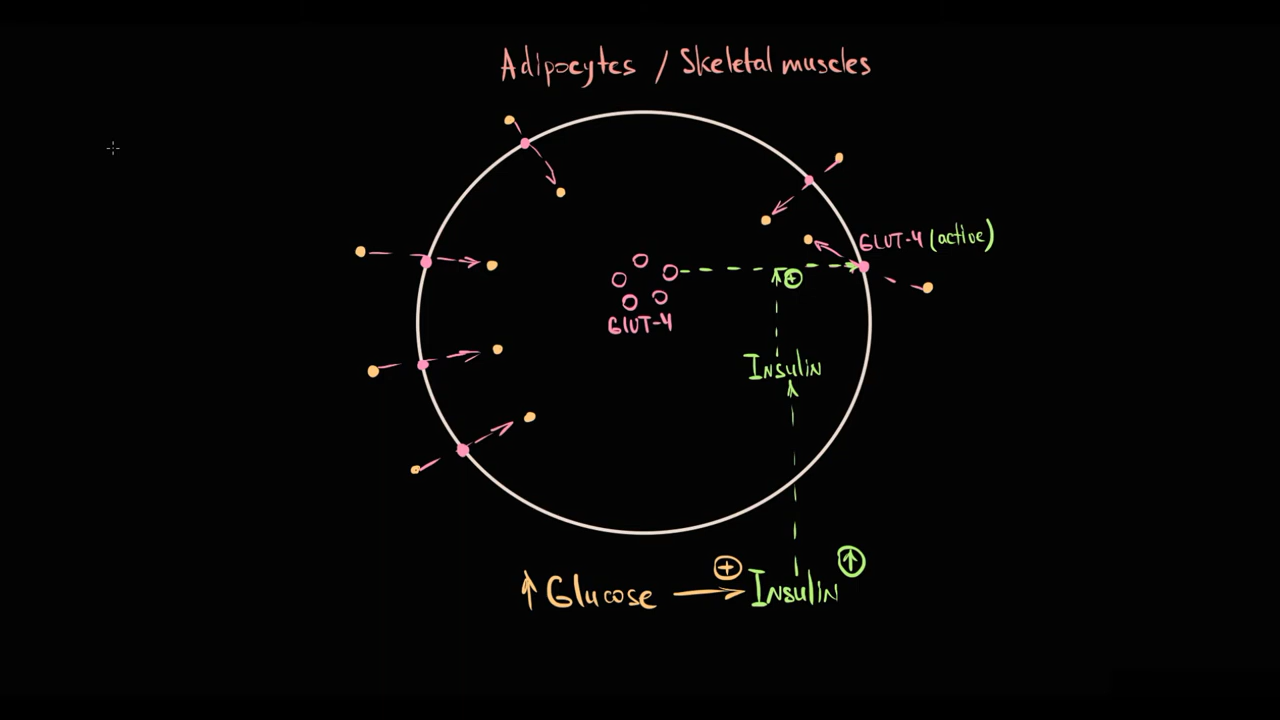 Adipocytes / Skeletal muscles
GLUT-4 (active)
+
GLUT-4
Insulin
↑ Glucose ⟶ + Insulin ↑